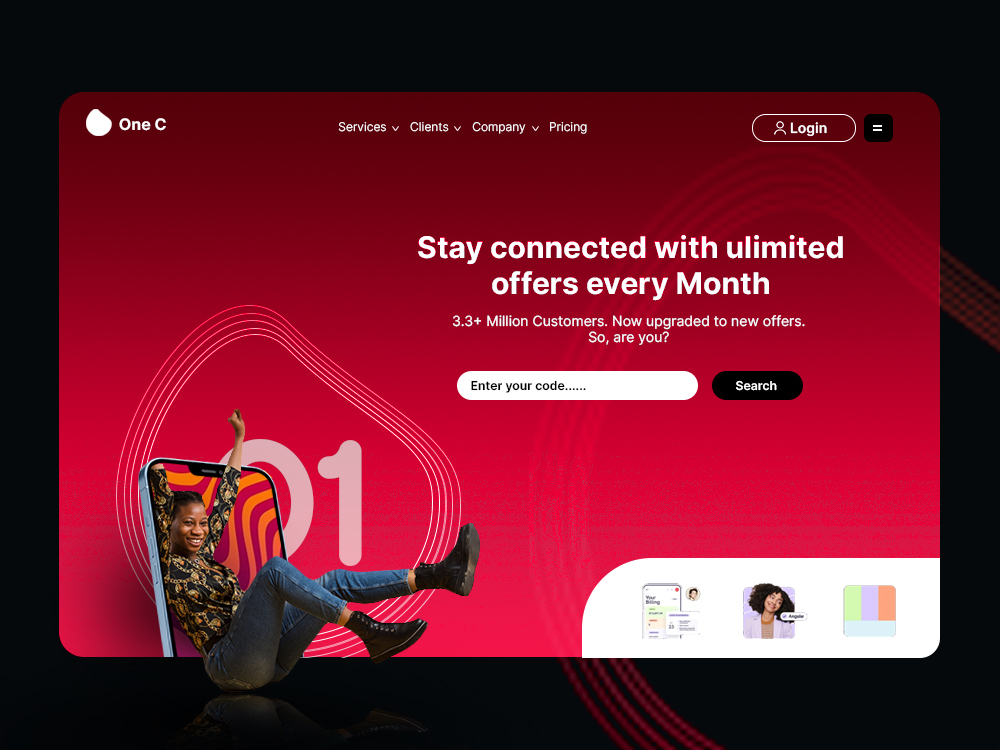 One C
Services
Clients
Company
Pricing
Login
Stay connected with ulimited
offers every Month
3.3+ Million Customers. Now upgraded to new offers.
So, are you?
Enter your code......
Search
01
Your
Billing
Angular